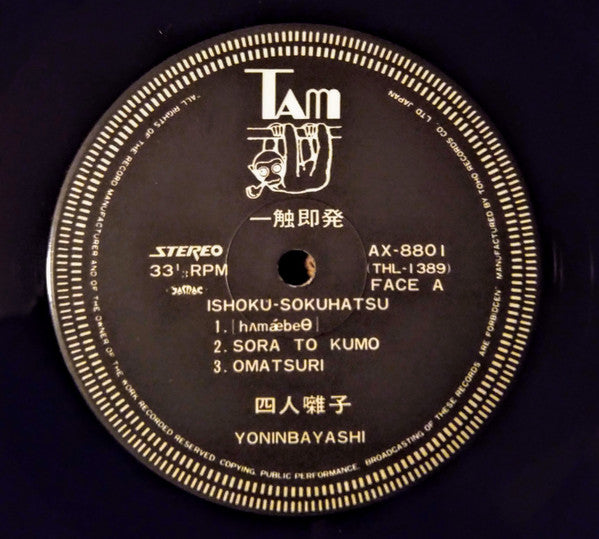 TAM
一触即発
STEREO
33⅓RPM
AX-8801
(THL-1389)
FACE A
ISHOKU-SOKUHATSU
1. [hʌmǽbeΘ]
2. SORA TO KUMO
3. OMATSURI
四人囃子
YONINBAYASHI
"ALL RIGHTS OF THE RECORD MANUFACTURER AND OF THE OWNER OF THE WORK RECORDED RESERVED. COPYING, PUBLIC PERFORMANCE, BROADCASTING OF THESE RECORDS ARE FORBIDDEN" MANUFACTURED BY TOHO RECORDS CO., LTD. JAPAN